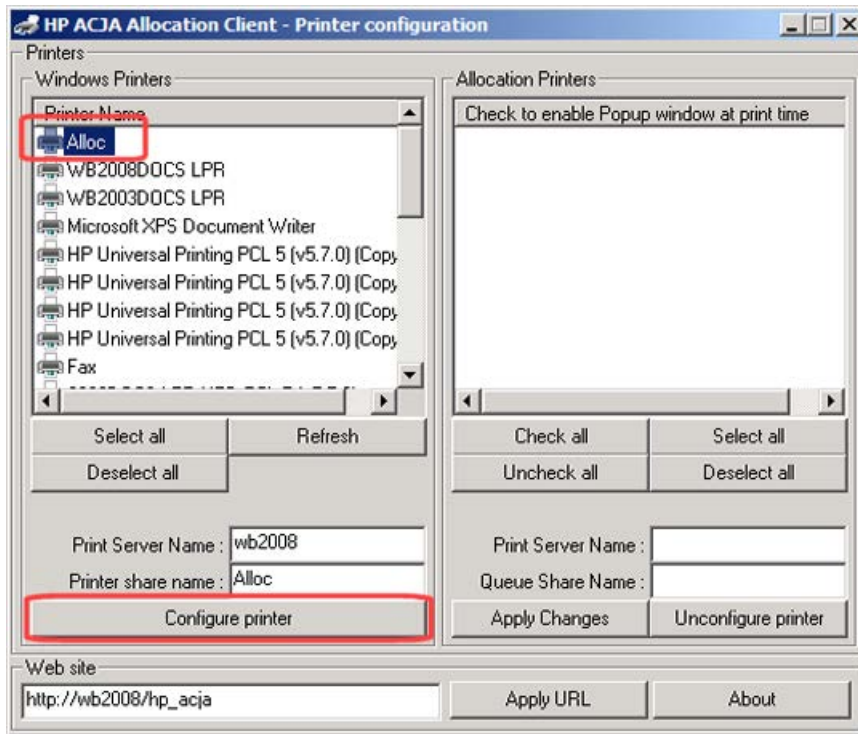 HP ACJA Allocation Client - Printer configuration
Printers
Windows Printers
Printer Name
Alloc
WB2008DOCS LPR
WB2003DOCS LPR
Microsoft XPS Document Writer
HP Universal Printing PCL 5 (v5.7.0) (Copy
HP Universal Printing PCL 5 (v5.7.0) (Copy
HP Universal Printing PCL 5 (v5.7.0) (Copy
HP Universal Printing PCL 5 (v5.7.0) (Copy
Fax
Select all Refresh
Deselect all
Print Server Name : wb2008
Printer share name : Alloc
Configure printer
Allocation Printers
Check to enable Popup window at print time
Check all Select all
Uncheck all Deselect all
Print Server Name :
Queue Share Name :
Apply Changes Unconfigure printer
Web site
http://wb2008/hp_acja Apply URL About